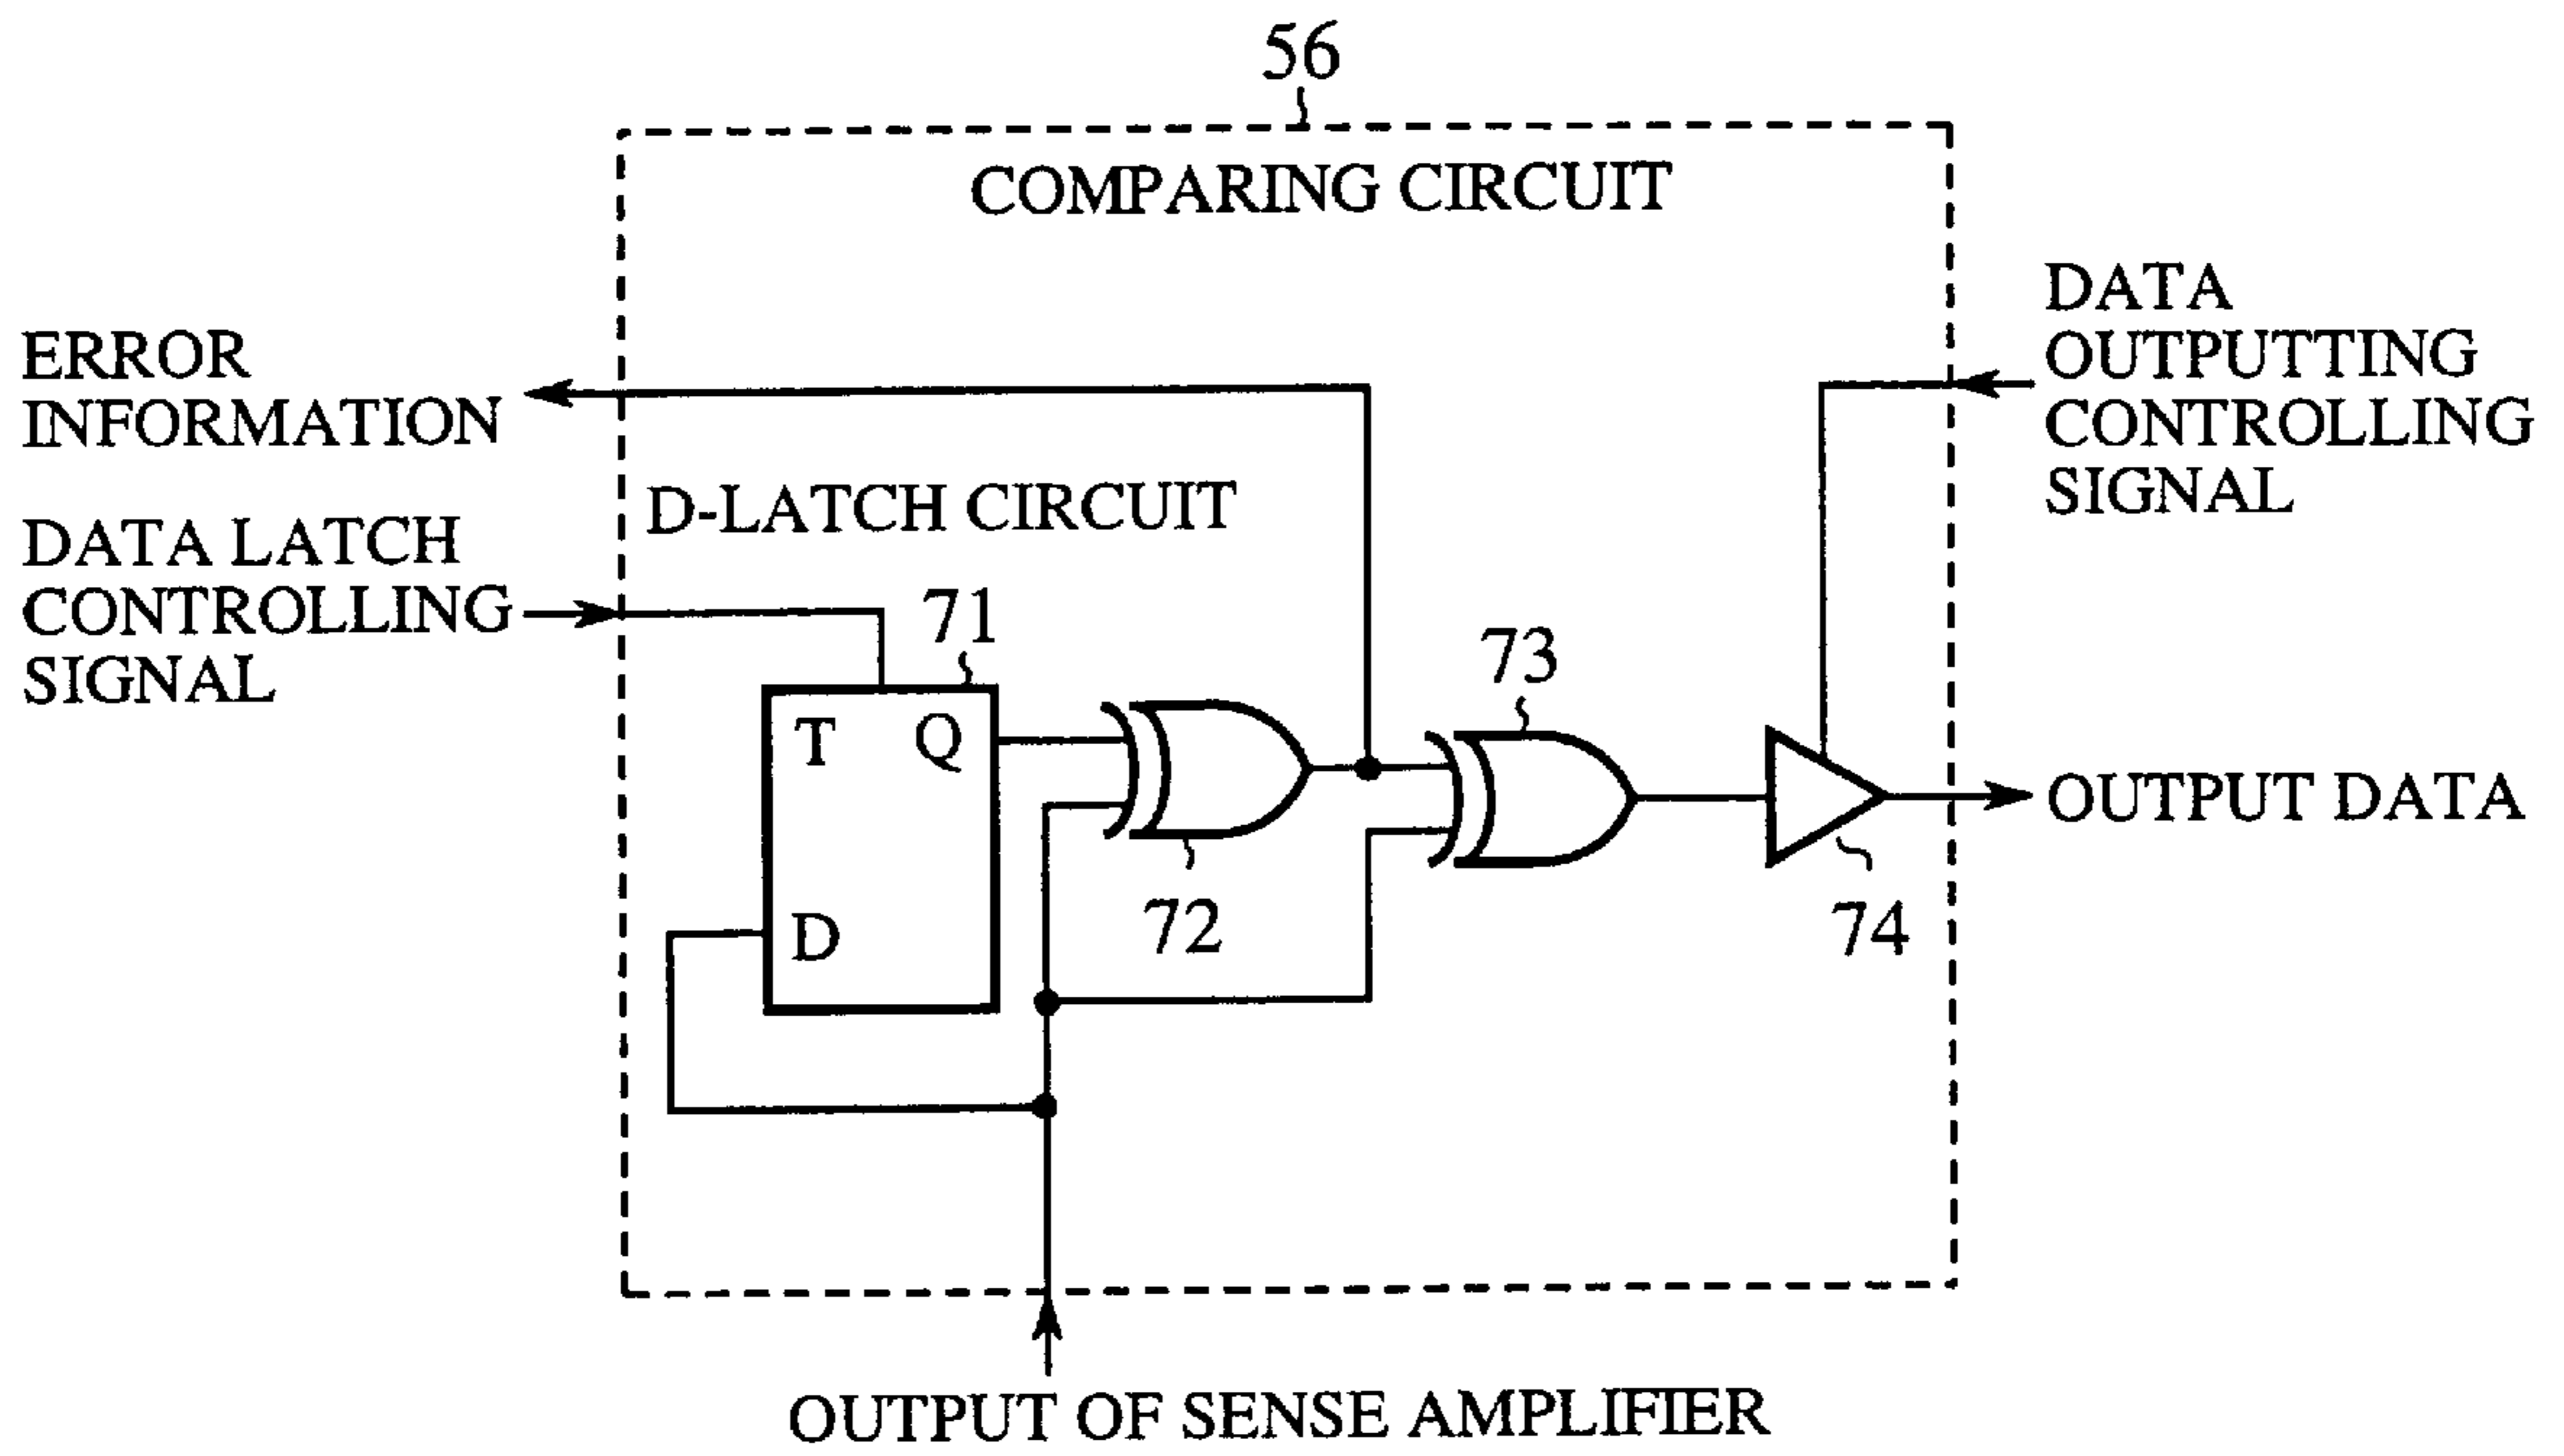 56
COMPARING CIRCUIT
ERROR
INFORMATION
DATA
OUTPUTTING
CONTROLLING
SIGNAL
D-LATCH CIRCUIT
DATA LATCH
CONTROLLING
SIGNAL
71
T Q
D
72
73
74
OUTPUT DATA
OUTPUT OF SENSE AMPLIFIER